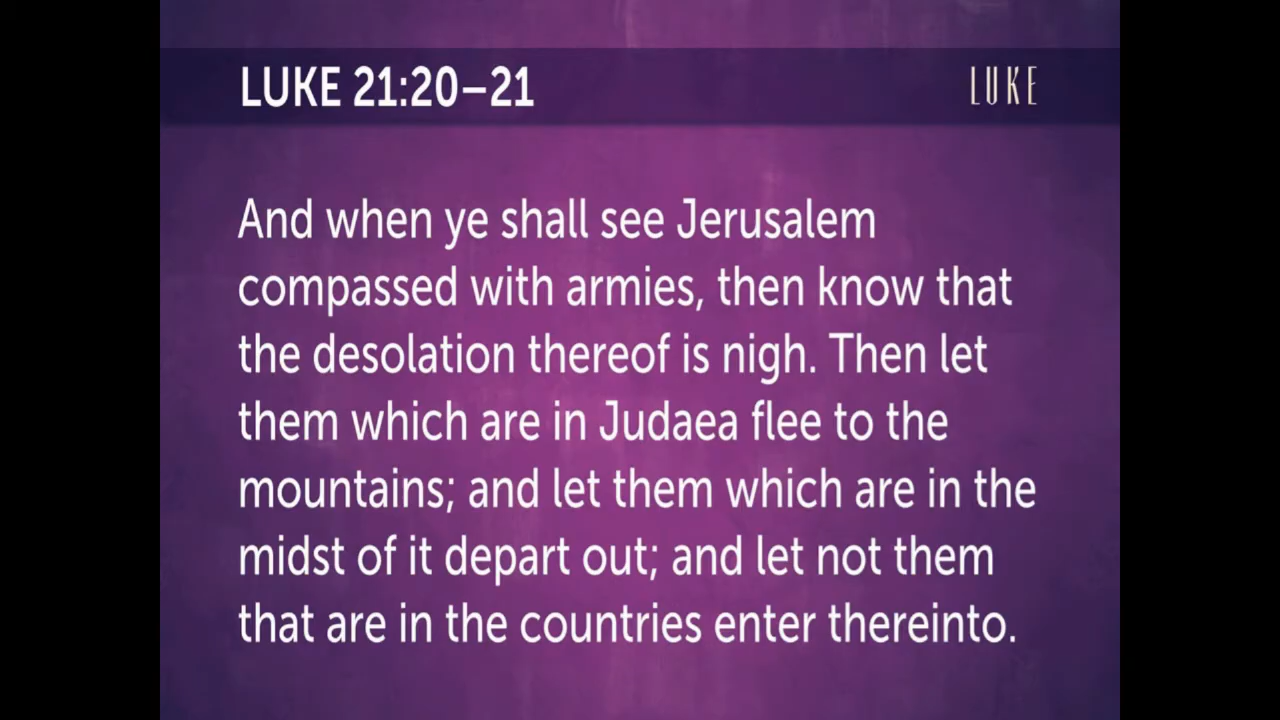 LUKE 21:20–21
LUKE
And when ye shall see Jerusalem
compassed with armies, then know that
the desolation thereof is nigh. Then let
them which are in Judaea flee to the
mountains; and let them which are in the
midst of it depart out; and let not them
that are in the countries enter thereinto.